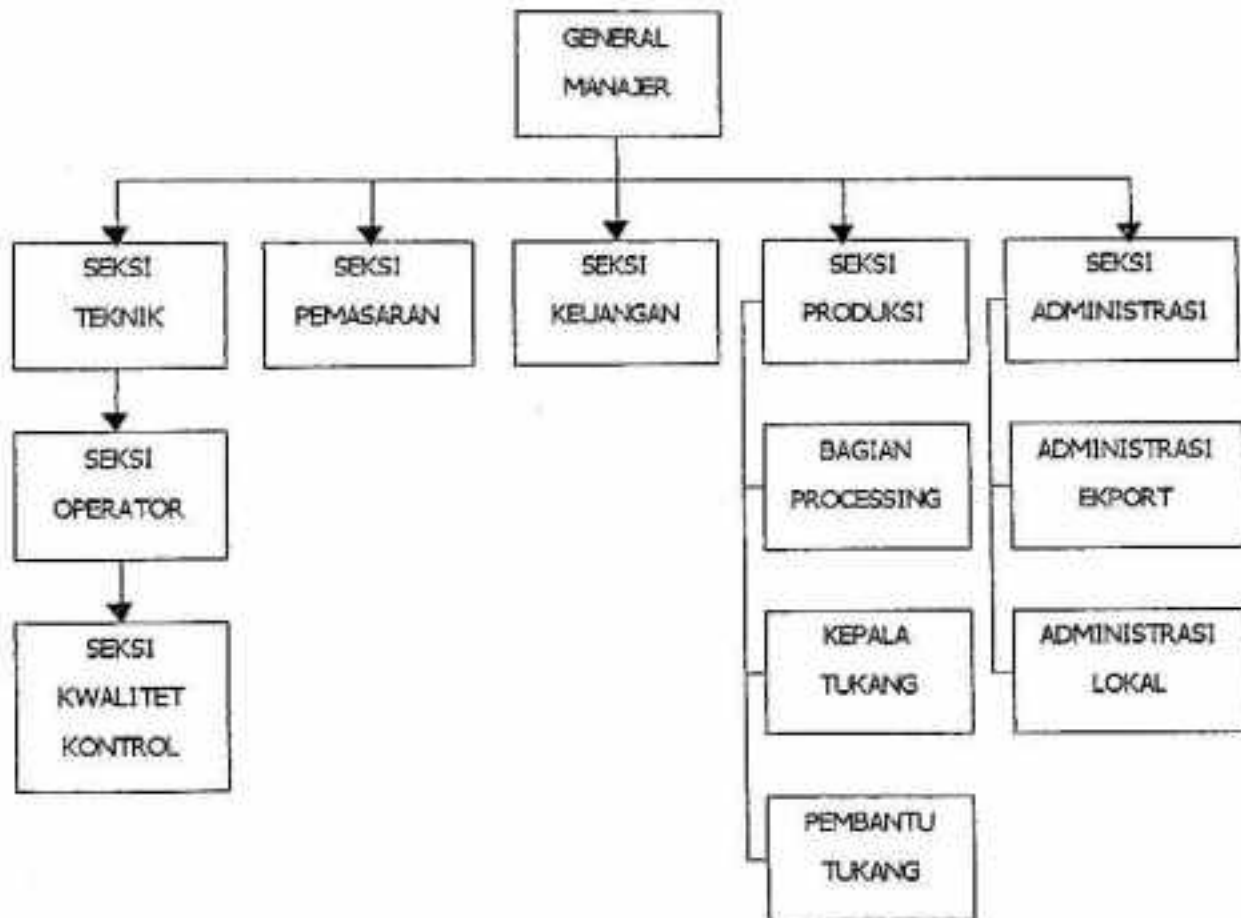 GENERAL
MANAJER
SEKSI
TEKNIK
SEKSI
PEMASARAN
SEKSI
KEUANGAN
SEKSI
PRODUKSI
SEKSI
ADMINISTRASI
SEKSI
OPERATOR
BAGIAN
PROCESSING
ADMINISTRASI
EKPORT
SEKSI
KWALITET
KONTROL
KEPALA
TUKANG
ADMINISTRASI
LOKAL
PEMBANTU
TUKANG